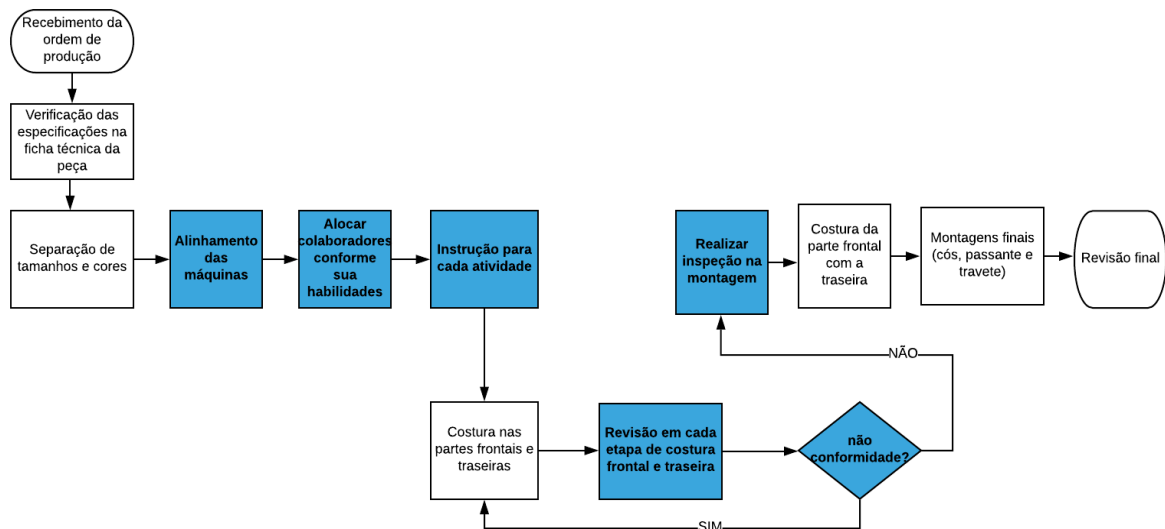 Recebimento da
ordem de
produção
Verificação das
especificações na
ficha técnica da
peça
Separação de
tamanhos e cores
Alinhamento
das
máquinas
Alocar
colaboradores
conforme
sua
habilidades
Instrução para
cada atividade
Costura nas
partes frontais e
traseiras
Revisão em cada
etapa de costura
frontal e traseira
não
conformidade?
SIM
NÃO
Realizar
inspeção na
montagem
Costura da
parte frontal
com a
traseira
Montagens finais
(cós, passante e
travete)
Revisão final